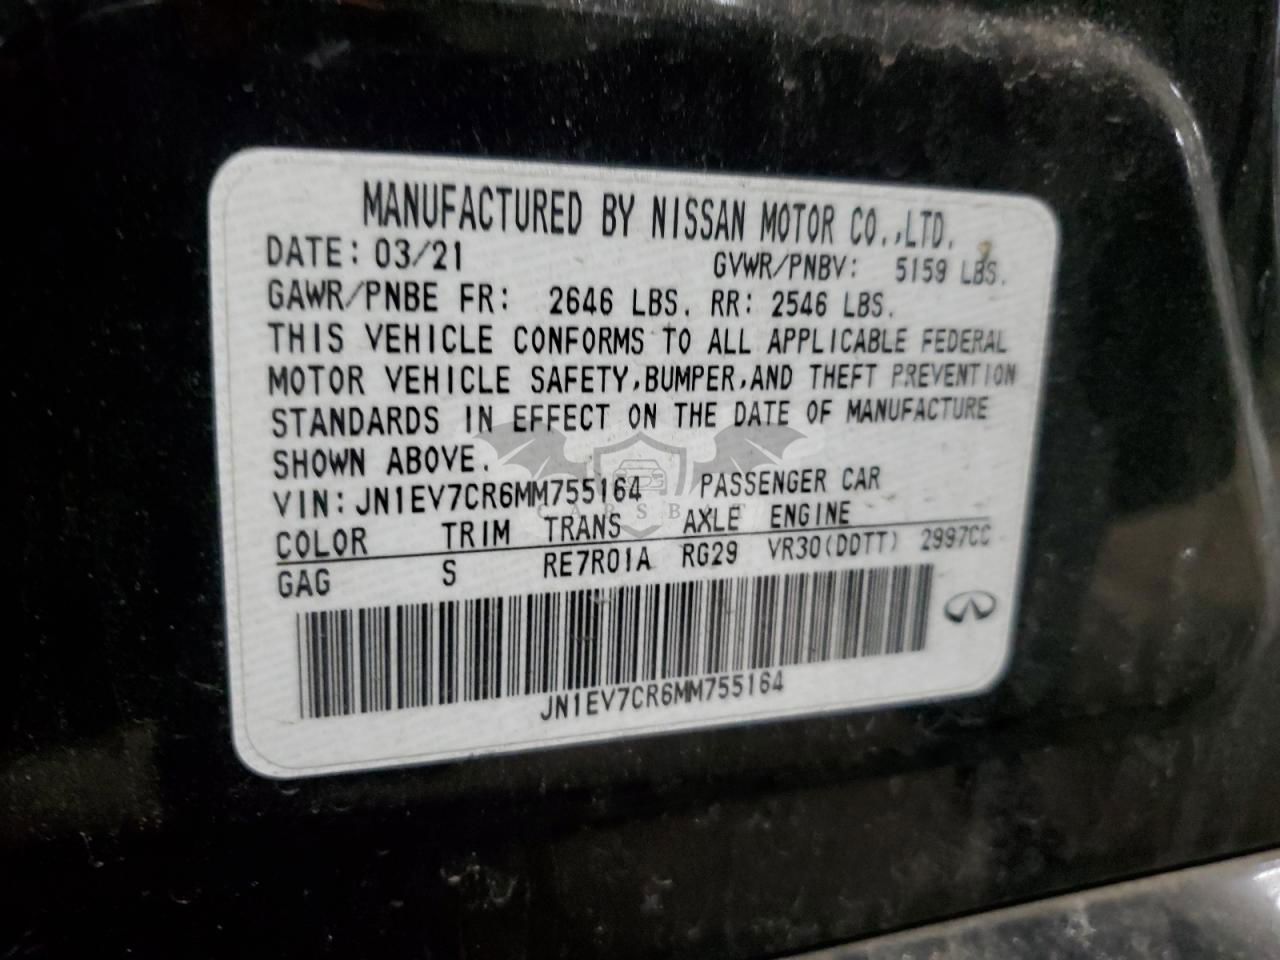 MANUFACTURED BY NISSAN MOTOR CO.,LTD.
DATE: 03/21 GVWR/PNBV: 5159 LBS.
GAWR/PNBE FR: 2646 LBS. RR: 2546 LBS.
THIS VEHICLE CONFORMS TO ALL APPLICABLE FEDERAL
MOTOR VEHICLE SAFETY,BUMPER,AND THEFT PREVENTION
STANDARDS IN EFFECT ON THE DATE OF MANUFACTURE
SHOWN ABOVE.
VIN:JN1EV7CR6MM755164 PASSENGER CAR
COLOR TRIM TRANS AXLE ENGINE
GAG S RE7R01A RG29 VR30(DDTT) 2997CC
JN1EV7CR6MM755164